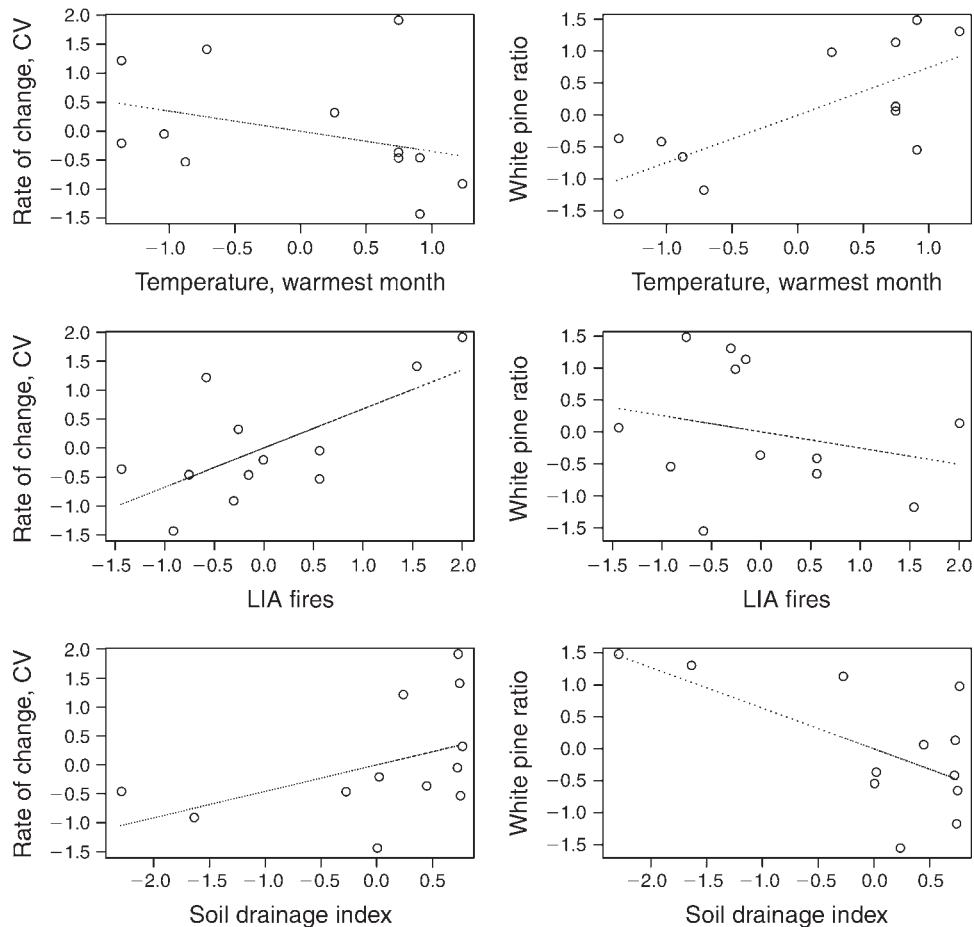 Rate of change, CV
2.0
1.5
1.0
0.5
0.0
−0.5
−1.0
−1.5
−1.0 −0.5 0.0 0.5 1.0
Temperature, warmest month
White pine ratio
1.5
1.0
0.5
0.0
−0.5
−1.0
−1.5
−1.0 −0.5 0.0 0.5 1.0
Temperature, warmest month
Rate of change, CV
2.0
1.5
1.0
0.5
0.0
−0.5
−1.0
−1.5
−1.5 −1.0 −0.5 0.0 0.5 1.0 1.5 2.0
LIA fires
White pine ratio
1.5
1.0
0.5
0.0
−0.5
−1.0
−1.5
−1.5 −1.0 −0.5 0.0 0.5 1.0 1.5 2.0
LIA fires
Rate of change, CV
2.0
1.5
1.0
0.5
0.0
−0.5
−1.0
−1.5
−2.0 −1.5 −1.0 −0.5 0.0 0.5
Soil drainage index
White pine ratio
1.5
1.0
0.5
0.0
−0.5
−1.0
−1.5
−2.0 −1.5 −1.0 −0.5 0.0 0.5
Soil drainage index